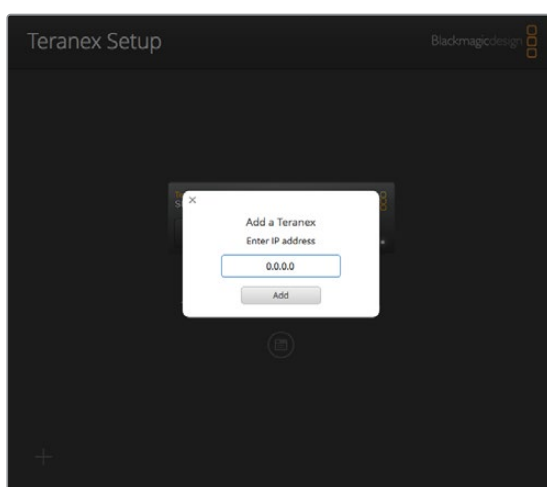 Teranex Setup
Blackmagicdesign
Add a Teranex
Enter IP address
0.0.0.0
Add